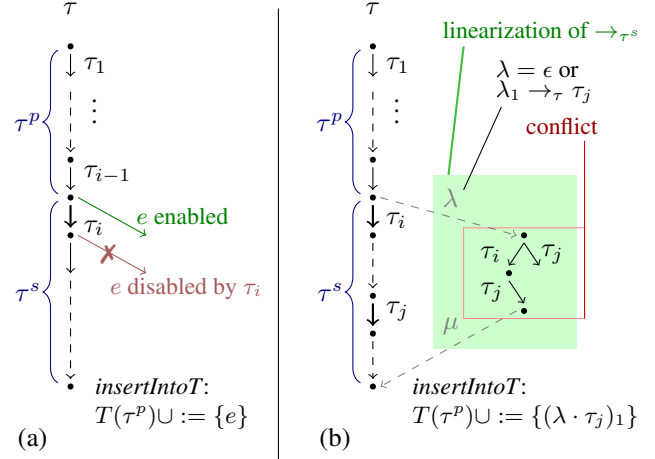 τ
τ₁
⋮
τᵖ
τᵢ₋₁
τᵢ
e enabled
e disabled by τᵢ
τˢ
insertIntoT:
T(τᵖ)∪ := {e}
(a)
τ
linearization of →τˢ
τ₁
λ = ϵ or
λ₁ →τ τⱼ
⋮
τᵖ
conflict
λ
τᵢ
τᵢ τⱼ
τⱼ
τˢ
τⱼ
μ
insertIntoT:
T(τᵖ)∪ := {(λ · τⱼ)₁}
(b)